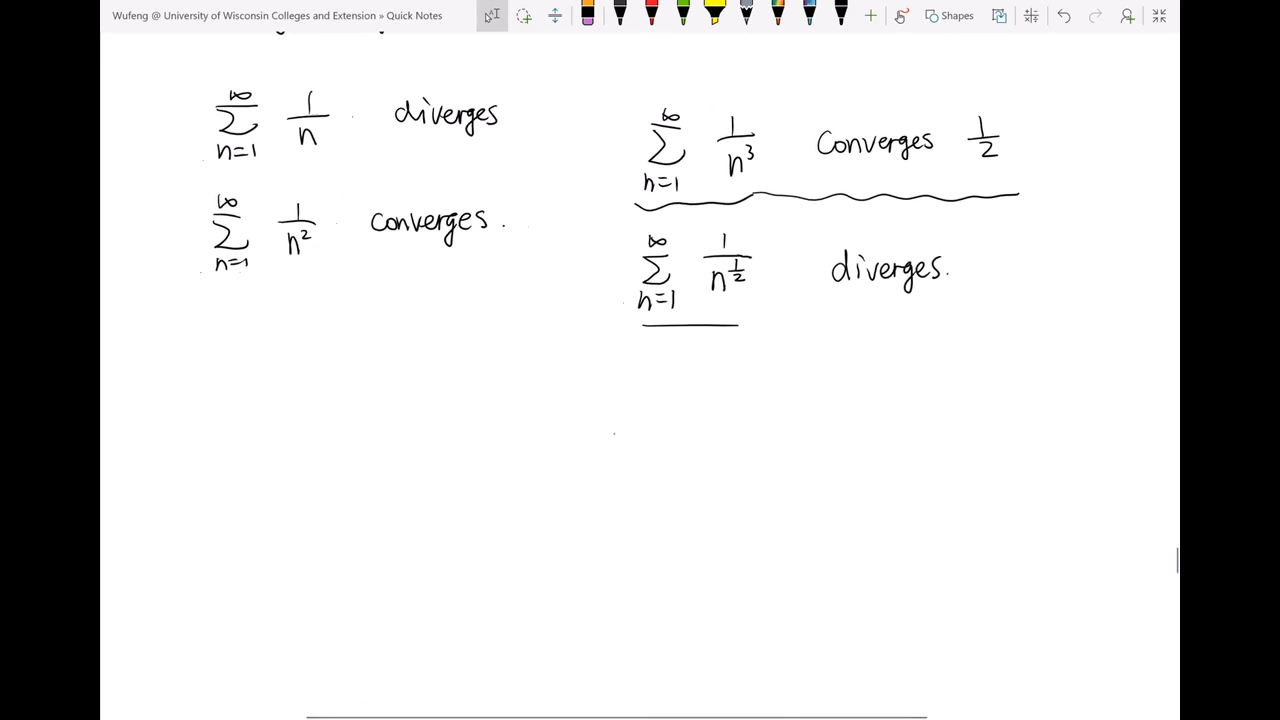 Wufeng @ University of Wisconsin Colleges and Extension » Quick Notes
Shapes
∞
∑ 1/n diverges
n=1
∞
∑ 1/n² converges.
n=1
∞
∑ 1/n³ Converges 1/2
n=1
∞
∑ 1/n^(1/2) diverges.
n=1